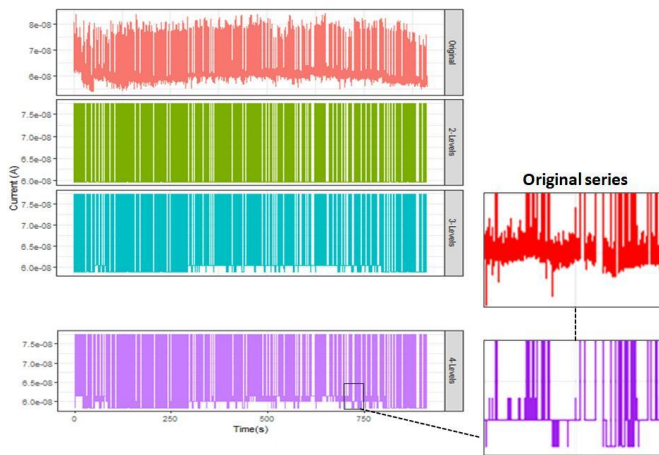 8e-08
7e-08
6e-08
Original
7.5e-08
7.0e-08
6.5e-08
6.0e-08
2-Levels
Current (A)
7.5e-08
7.0e-08
6.5e-08
6.0e-08
3-Levels
Original series
7.5e-08
7.0e-08
6.5e-08
6.0e-08
4-Levels
0
250
500
750
Time(s)